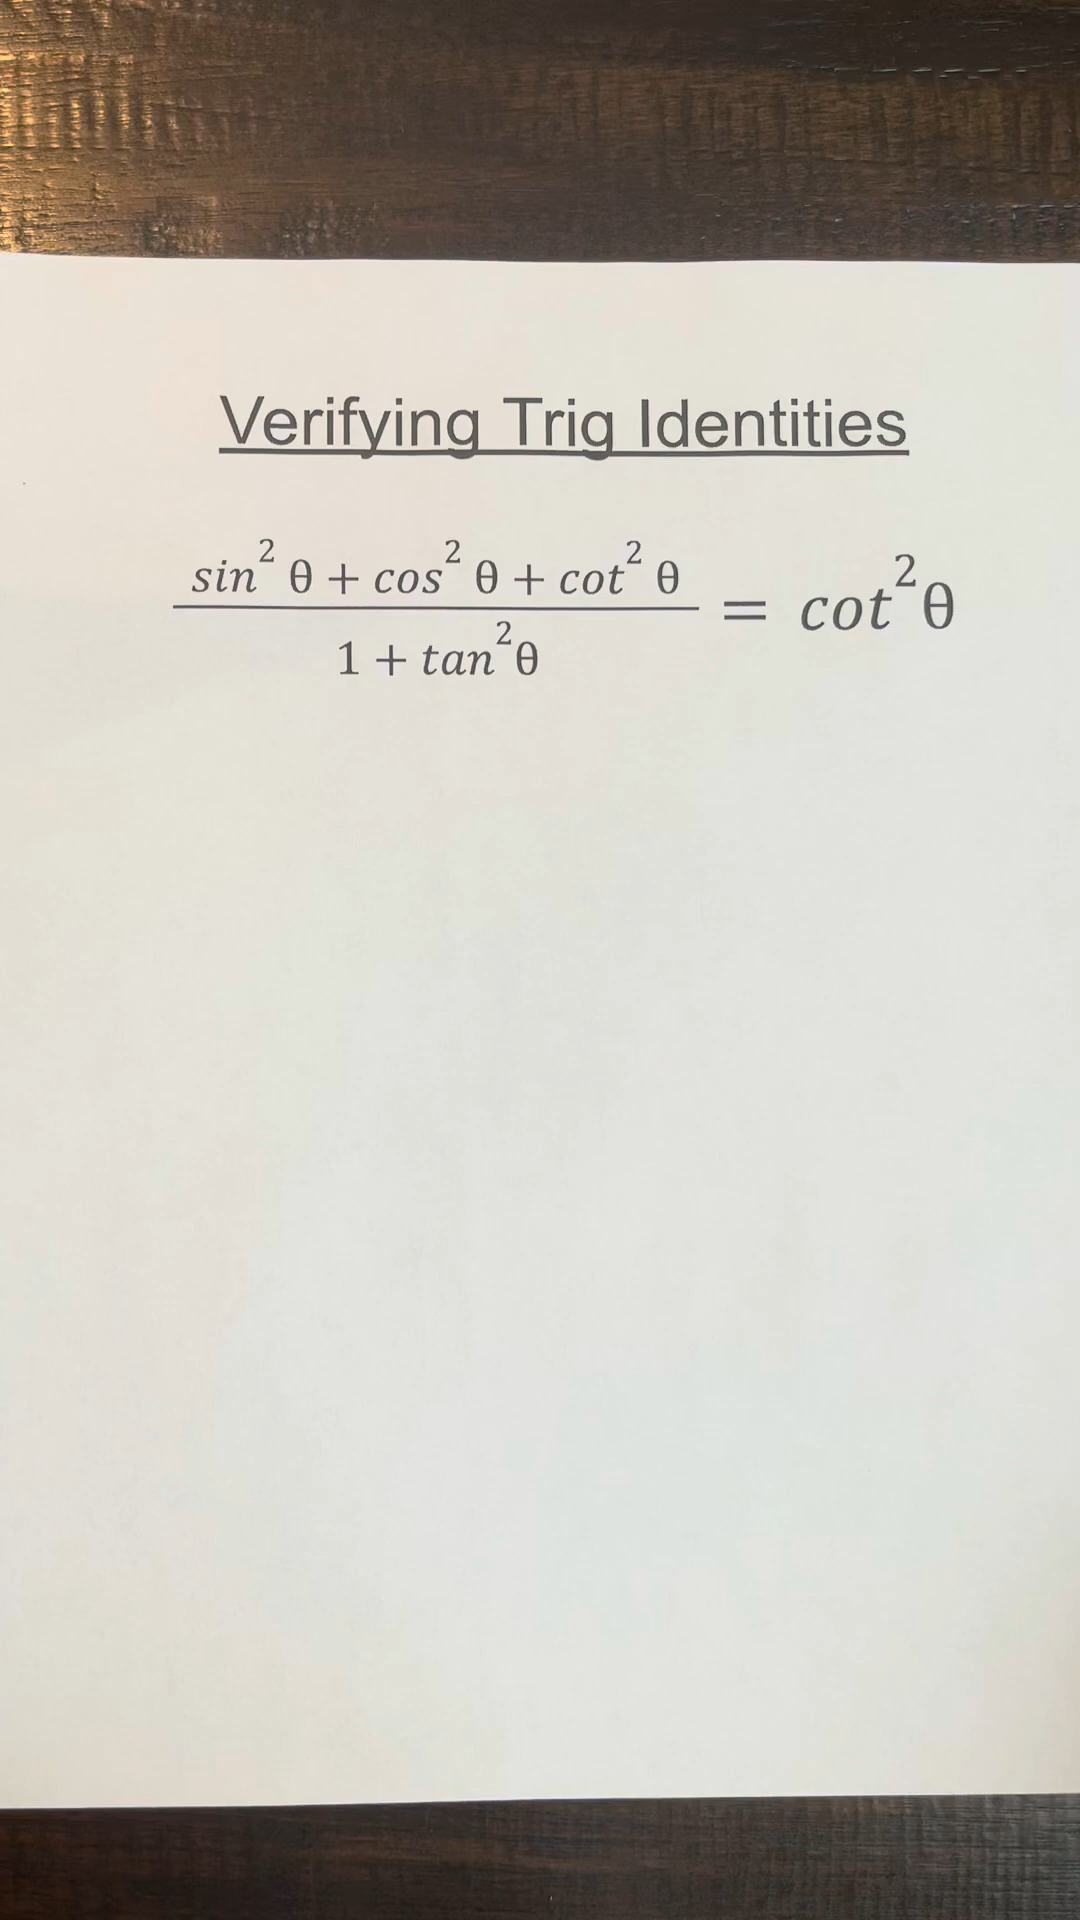 Verifying Trig Identities
sin² θ + cos² θ + cot² θ
= cot²θ
1 + tan²θ